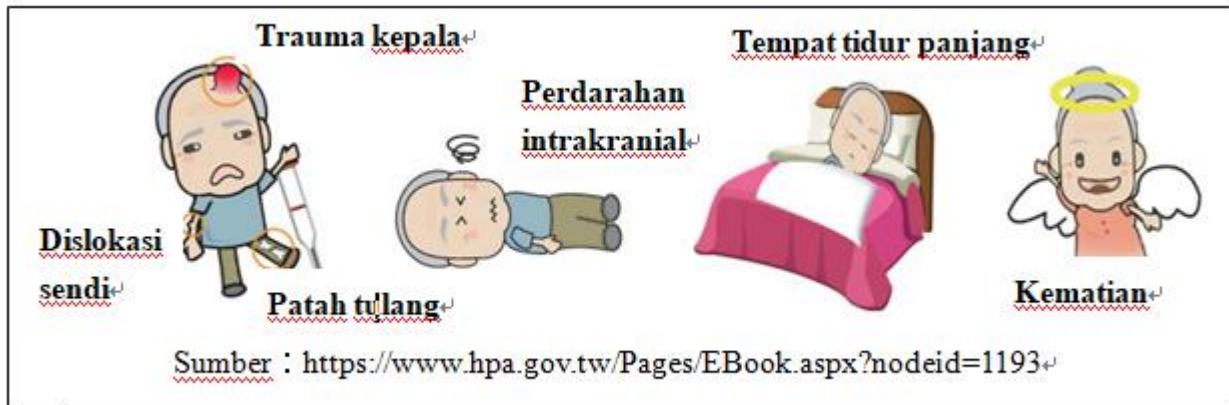 Trauma kepala
Tempat tidur panjang
Perdarahan
intrakranial
Dislokasi
sendi
Patah tulang
Kematian
Sumber：https://www.hpa.gov.tw/Pages/EBook.aspx?nodeid=1193